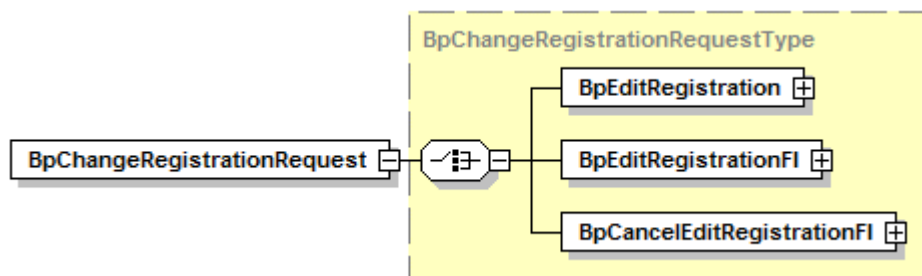 BpChangeRegistrationRequestType
BpEditRegistration
BpChangeRegistrationRequest
BpEditRegistrationFI
BpCancelEditRegistrationFI